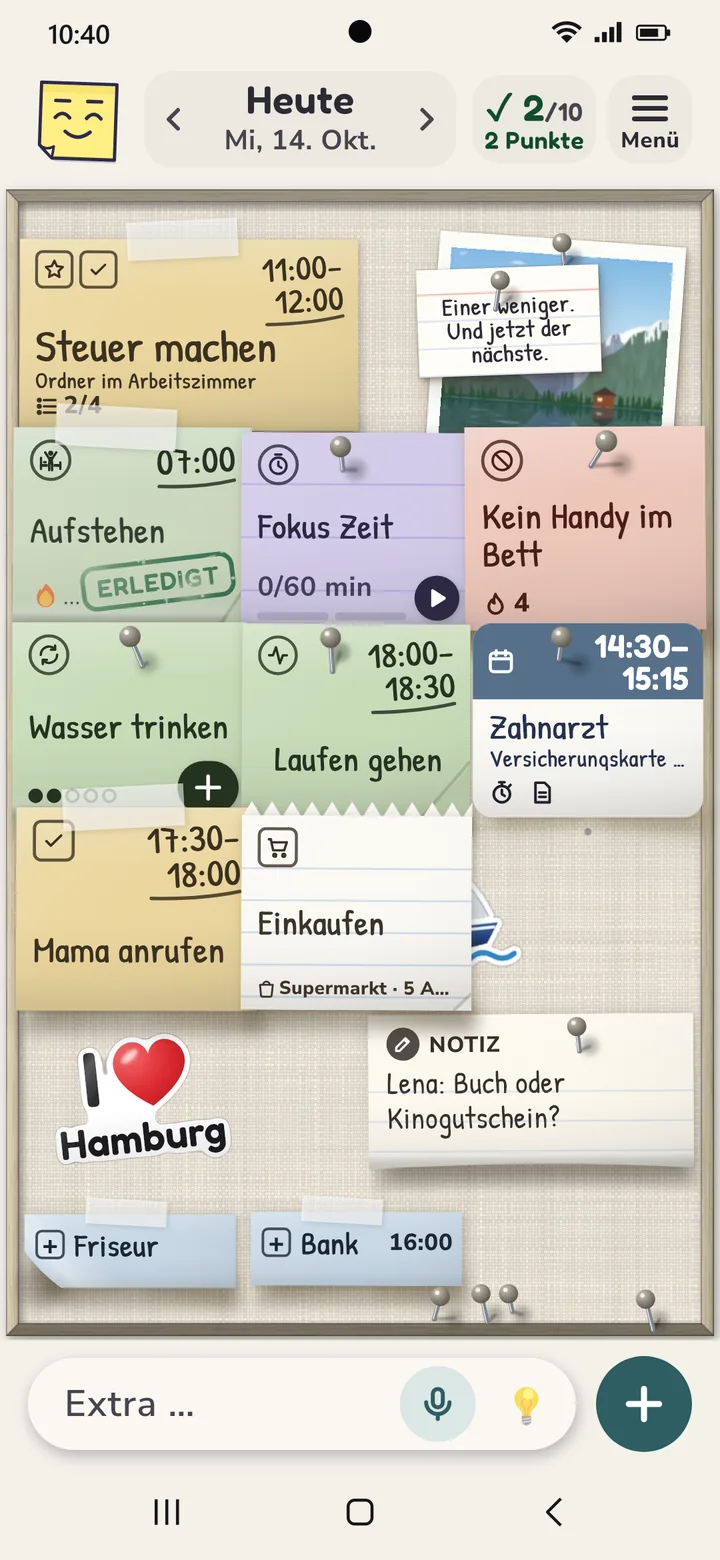 10:40
Heute
Mi, 14. Okt.
✓ 2/10
2 Punkte
Menü
11:00–
12:00
Steuer machen
Ordner im Arbeitszimmer
2/4
Einer weniger.
Und jetzt der
nächste.
07:00
Aufstehen
...
ERLEDIGT
Fokus Zeit
0/60 min
Kein Handy im
Bett
4
Wasser trinken
18:00–
18:30
Laufen gehen
14:30–
15:15
Zahnarzt
Versicherungskarte ...
17:30–
18:00
Mama anrufen
Einkaufen
Supermarkt · 5 A...
I
Hamburg
NOTIZ
Lena: Buch oder
Kinogutschein?
Friseur
Bank 16:00
Extra ...